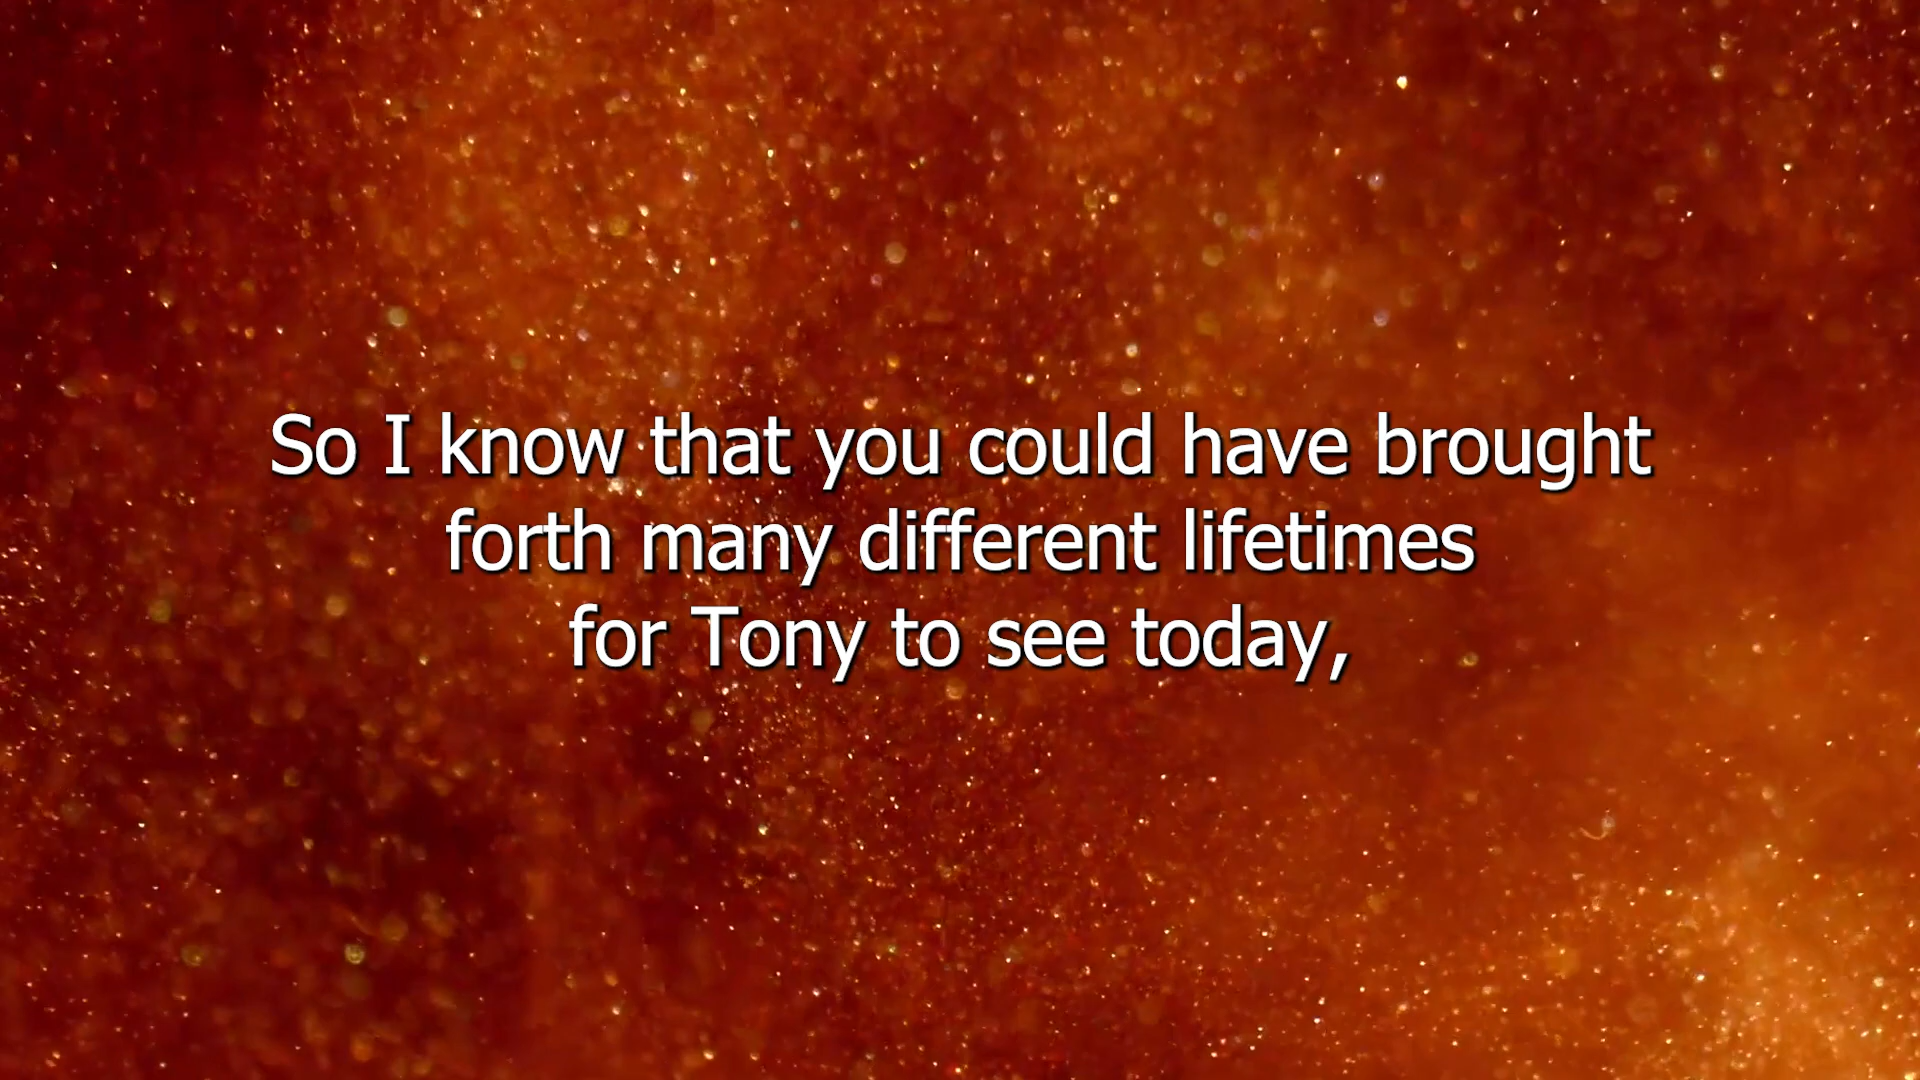 So I know that you could have brought
forth many different lifetimes
for Tony to see today,